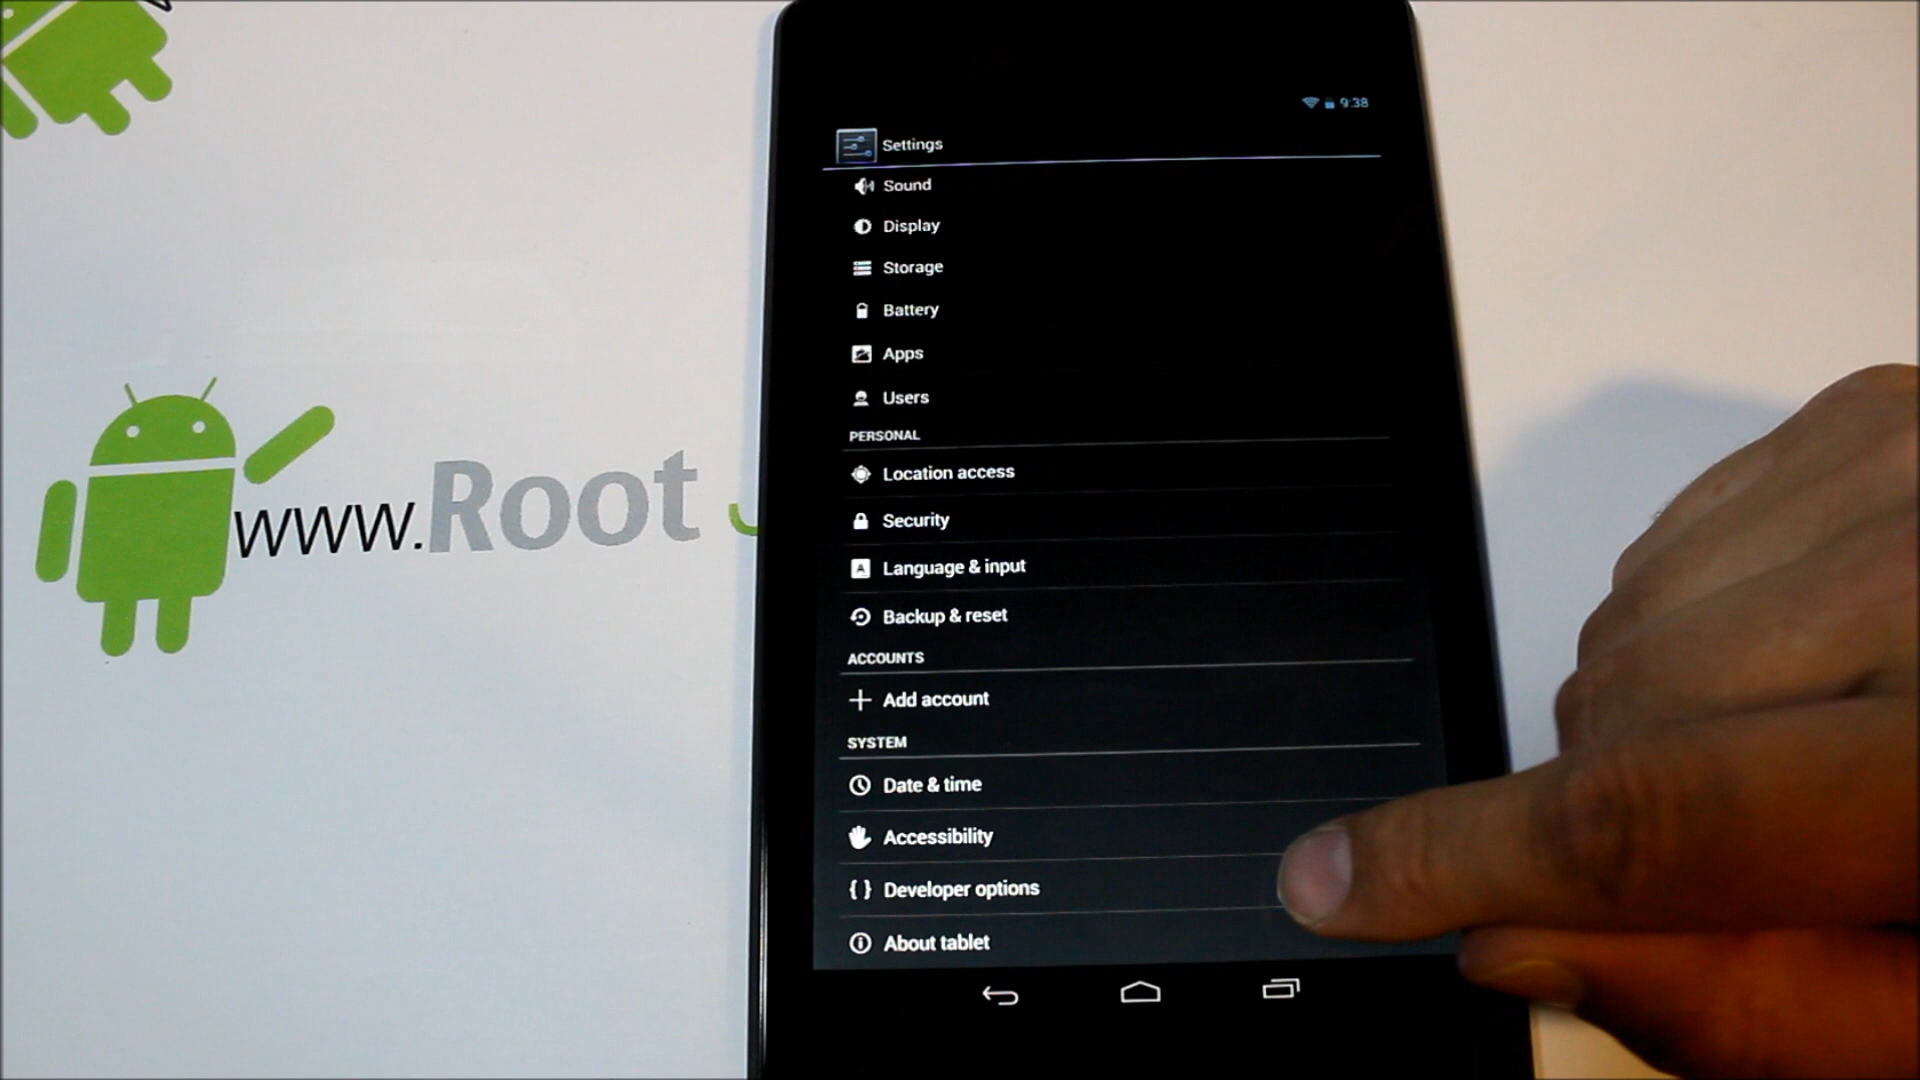 www.Root
9:38
Settings
Sound
Display
Storage
Battery
Apps
Users
PERSONAL
Location access
Security
Language & input
Backup & reset
ACCOUNTS
Add account
SYSTEM
Date & time
Accessibility
{ } Developer options
About tablet